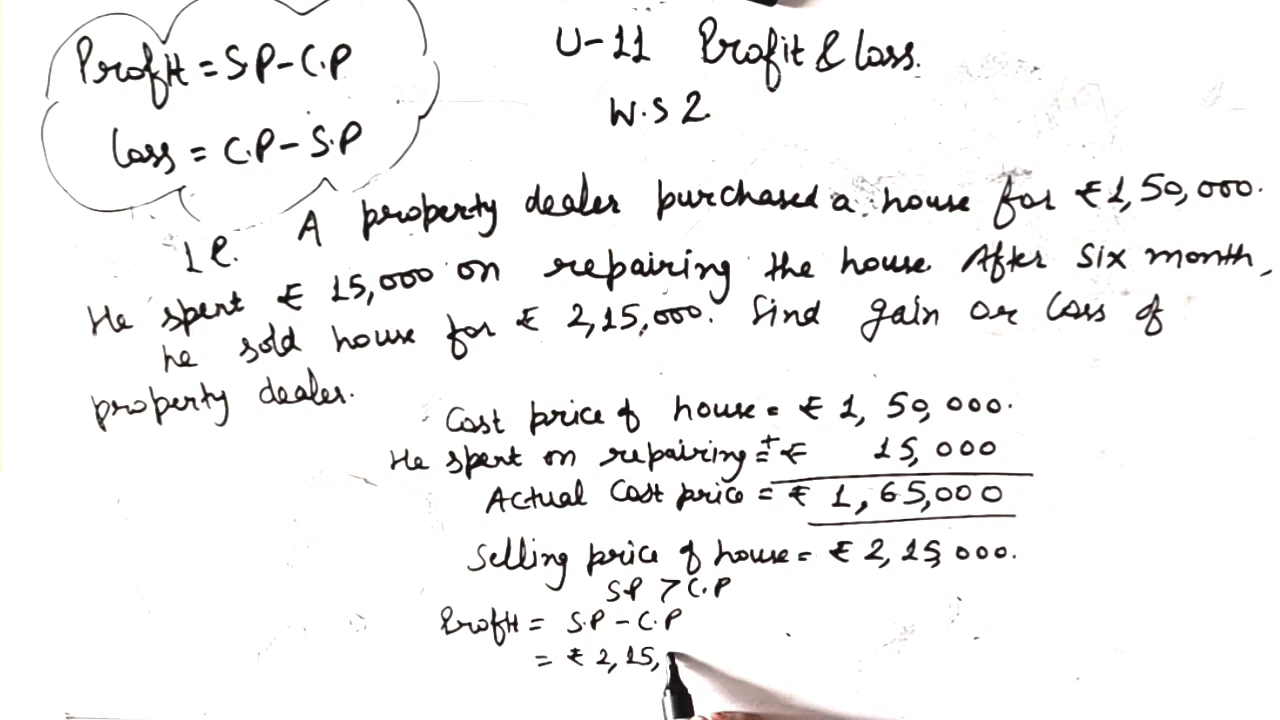 Profit = S.P - C.P
Loss = C.P - S.P
U-11 Profit & Loss.
W.S 2.
1 e. A property dealer purchased a house for ₹ 1,50,000.
He spent ₹ 15,000 on repairing the house. After six month,
he sold house for ₹ 2,15,000. Find gain or loss of
property dealer.
Cost price of house = ₹ 1,50,000.
He spent on repairing = + ₹ 15,000
Actual Cost price = ₹ 1,65,000
Selling price of house = ₹ 2,15,000.
S.P > C.P
Profit = S.P - C.P
= ₹ 2,15,